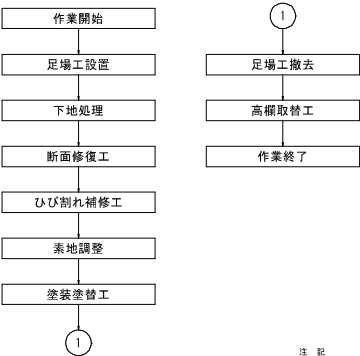 作業開始
足場工設置
下地処理
断面修復工
ひび割れ補修工
素地調整
塗装塗替工
1
1
足場工撤去
高欄取替工
作業終了
注 記